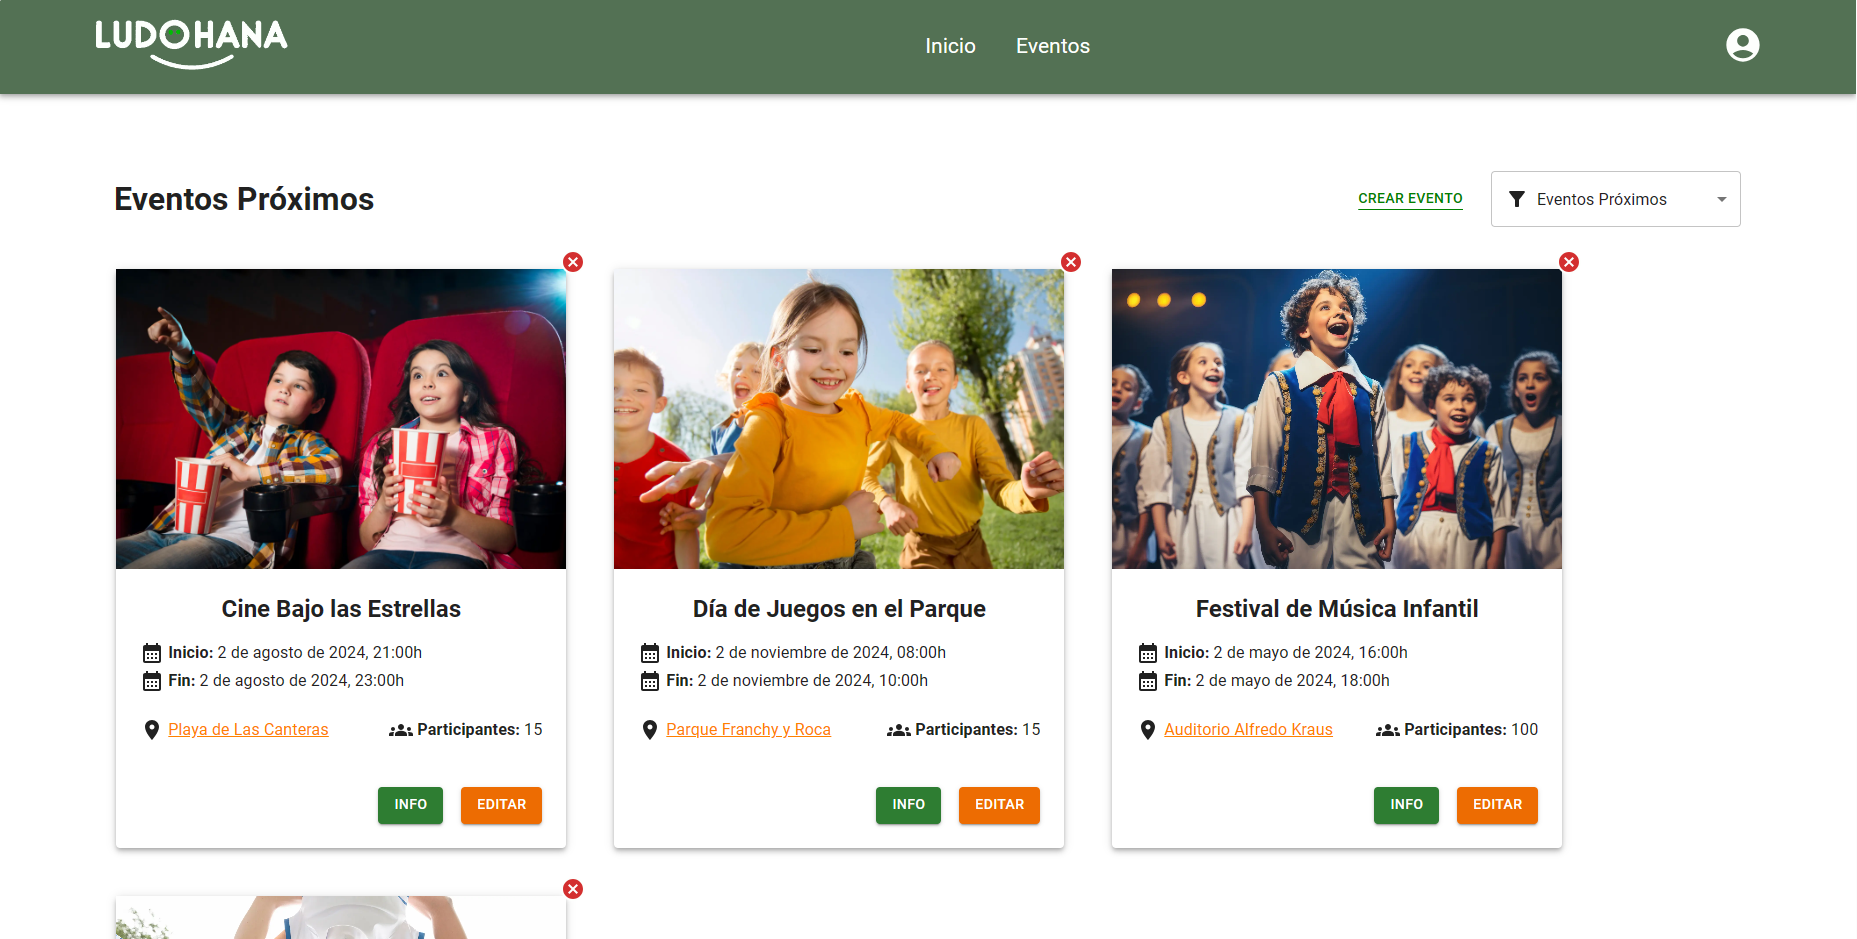 LUDOHANA
Inicio
Eventos
Eventos Próximos
CREAR EVENTO
Eventos Próximos
Cine Bajo las Estrellas
Inicio: 2 de agosto de 2024, 21:00h
Fin: 2 de agosto de 2024, 23:00h
Playa de Las Canteras
Participantes: 15
INFO
EDITAR
Día de Juegos en el Parque
Inicio: 2 de noviembre de 2024, 08:00h
Fin: 2 de noviembre de 2024, 10:00h
Parque Franchy y Roca
Participantes: 15
INFO
EDITAR
Festival de Música Infantil
Inicio: 2 de mayo de 2024, 16:00h
Fin: 2 de mayo de 2024, 18:00h
Auditorio Alfredo Kraus
Participantes: 100
INFO
EDITAR